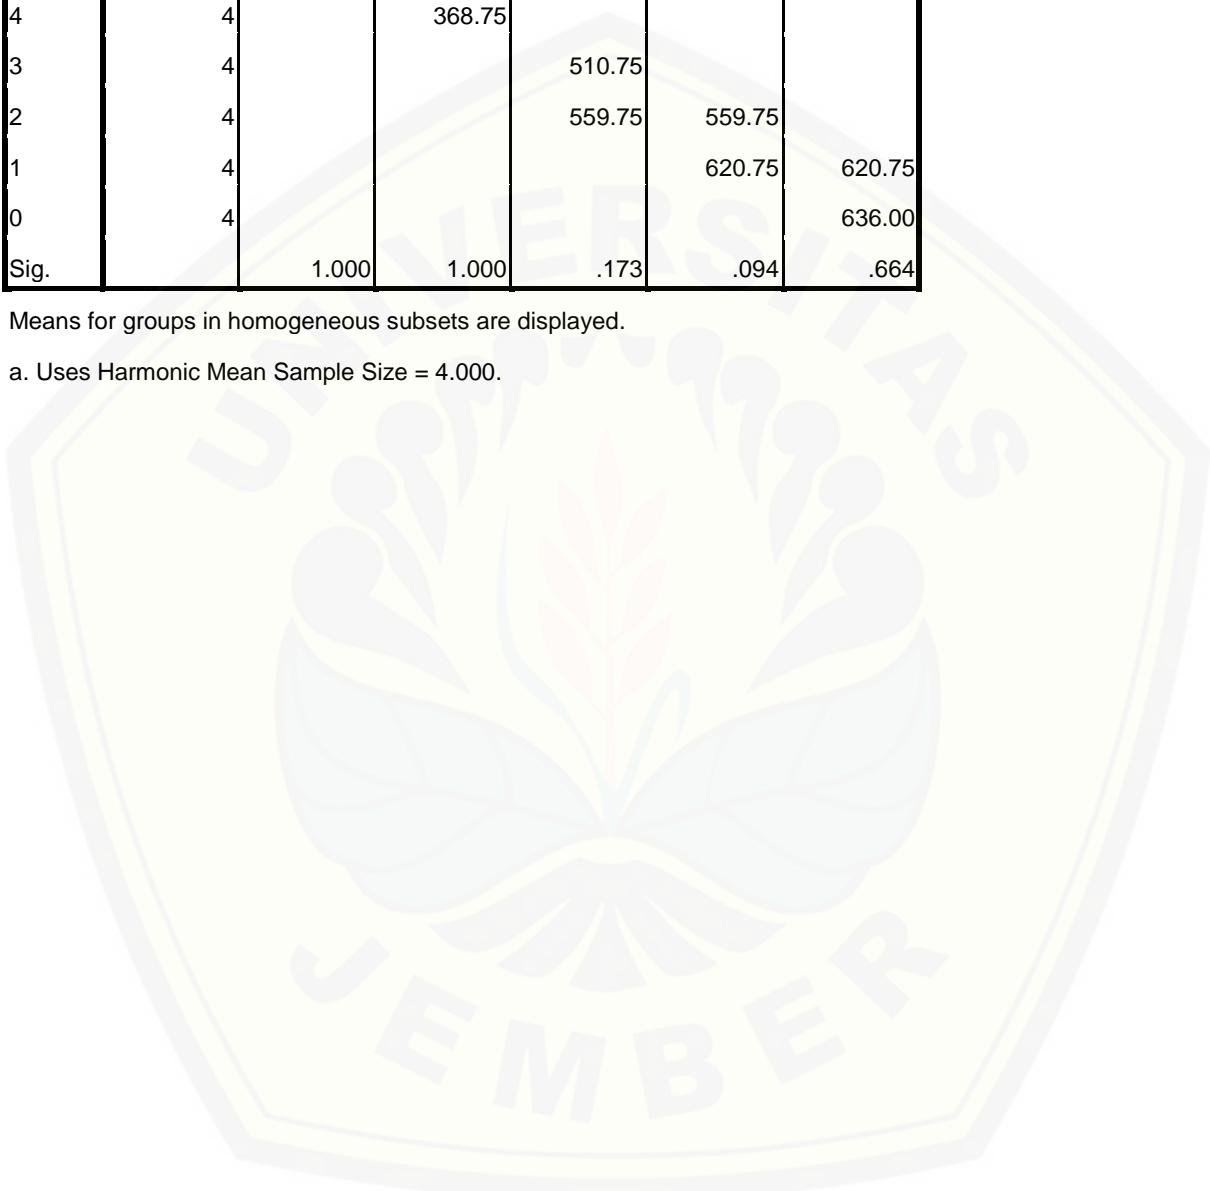 4 4 368.75
3 4 510.75
2 4 559.75 559.75
1 4 620.75 620.75
0 4 636.00
Sig. 1.000 1.000 .173 .094 .664
Means for groups in homogeneous subsets are displayed.
a. Uses Harmonic Mean Sample Size = 4.000.
UNIVERSITAS
JEMBER